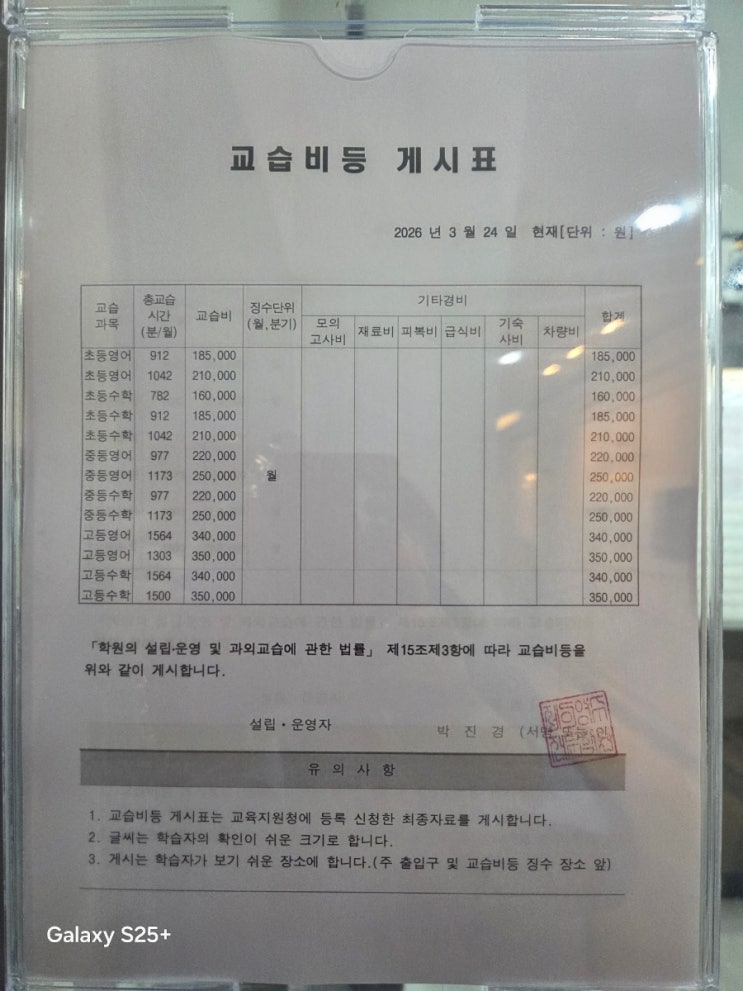 교습비등 게시표
2026 년 3 월 24 일 현재[단위 : 원]
교습 과목 총교습 시간 (분/월) 교습비 징수단위 (월,분기) 기타경비 합계
모의 고사비 재료비 피복비 급식비 기숙 사비 차량비
초등영어 912 185,000 185,000
초등영어 1042 210,000 210,000
초등수학 782 160,000 160,000
초등수학 912 185,000 185,000
초등수학 1042 210,000 210,000
중등영어 977 220,000 220,000
중등영어 1173 250,000 월 250,000
중등수학 977 220,000 220,000
중등수학 1173 250,000 250,000
고등영어 1564 340,000 340,000
고등영어 1303 350,000 350,000
고등수학 1564 340,000 340,000
고등수학 1500 350,000 350,000
「학원의 설립·운영 및 과외교습에 관한 법률」 제15조제3항에 따라 교습비등을
위와 같이 게시합니다.
설립·운영자 박 진 경 (서명
유 의 사 항
1. 교습비등 게시표는 교육지원청에 등록 신청한 최종자료를 게시합니다.
2. 글씨는 학습자의 확인이 쉬운 크기로 합니다.
3. 게시는 학습자가 보기 쉬운 장소에 합니다.(주 출입구 및 교습비등 징수 장소 앞)
Galaxy S25+